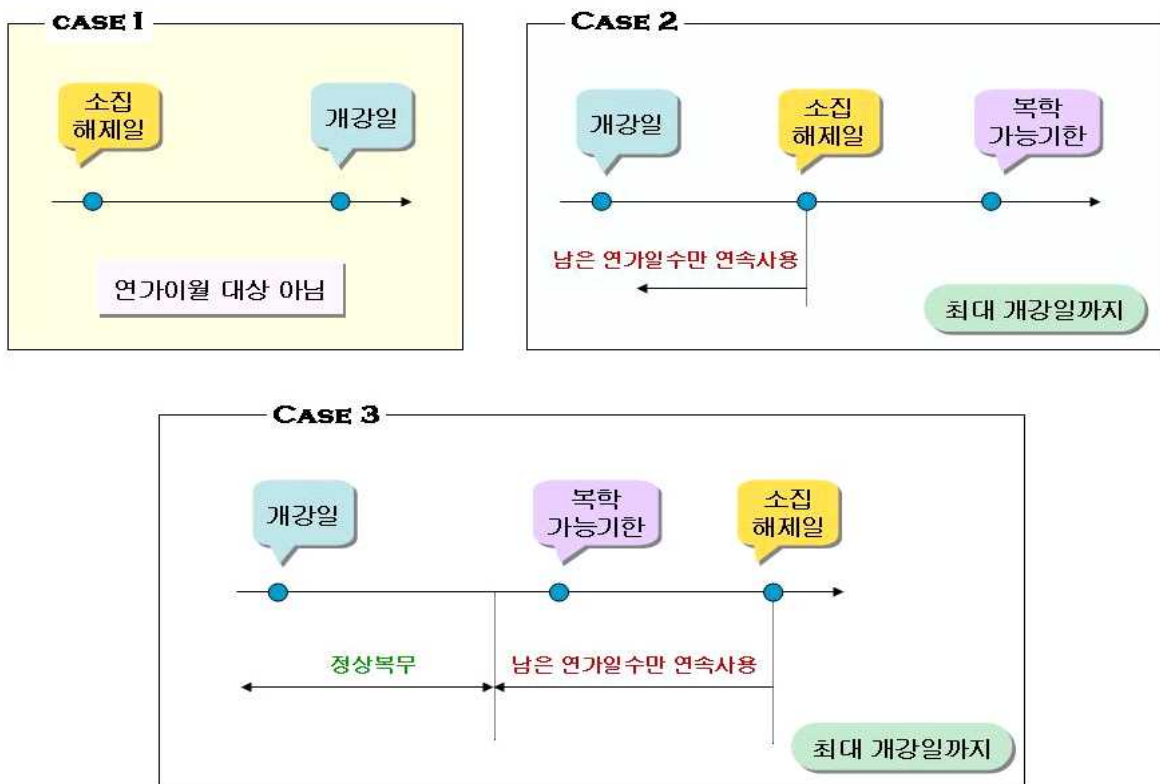 CASE 1
소집
해제일
개강일
연가이월 대상 아님
CASE 2
개강일
소집
해제일
복학
가능기한
남은 연가일수만 연속사용
최대 개강일까지
CASE 3
개강일
복학
가능기한
소집
해제일
정상복무
남은 연가일수만 연속사용
최대 개강일까지